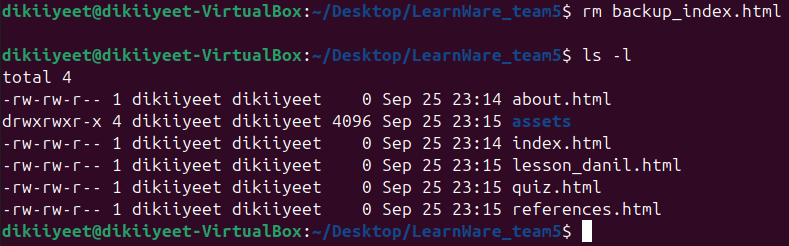 dikiiyeet@dikiiyeet-VirtualBox:~/Desktop/LearnWare_team5$ rm backup_index.html
dikiiyeet@dikiiyeet-VirtualBox:~/Desktop/LearnWare_team5$ ls -l
total 4
-rw-rw-r-- 1 dikiiyeet dikiiyeet    0 Sep 25 23:14 about.html
drwxrwxr-x 4 dikiiyeet dikiiyeet 4096 Sep 25 23:15 assets
-rw-rw-r-- 1 dikiiyeet dikiiyeet    0 Sep 25 23:14 index.html
-rw-rw-r-- 1 dikiiyeet dikiiyeet    0 Sep 25 23:15 lesson_danil.html
-rw-rw-r-- 1 dikiiyeet dikiiyeet    0 Sep 25 23:15 quiz.html
-rw-rw-r-- 1 dikiiyeet dikiiyeet    0 Sep 25 23:15 references.html
dikiiyeet@dikiiyeet-VirtualBox:~/Desktop/LearnWare_team5$